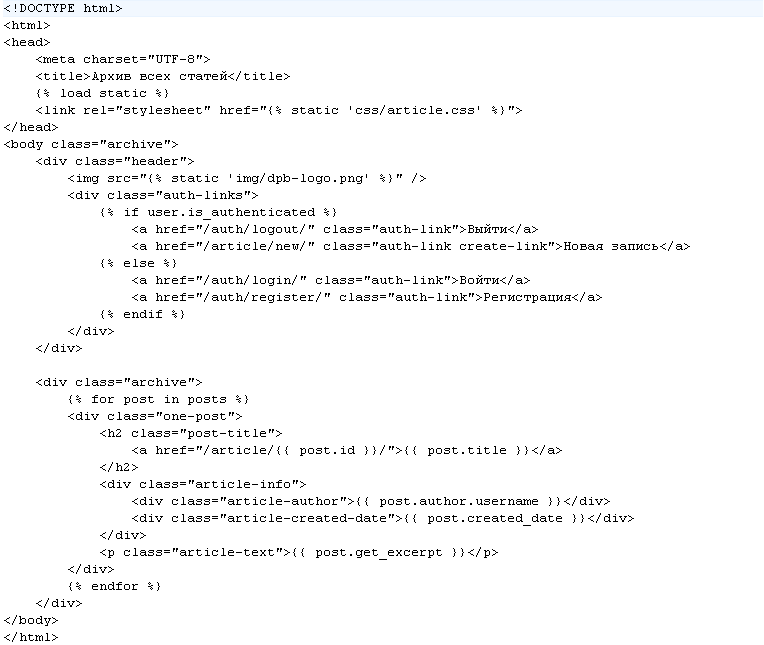 <!DOCTYPE html>
<html>
<head>
    <meta charset="UTF-8">
    <title>Архив всех статей</title>
    {% load static %}
    <link rel="stylesheet" href="{% static 'css/article.css' %}">
</head>
<body class="archive">
    <div class="header">
        <img src="{% static 'img/dpb-logo.png' %}" />
        <div class="auth-links">
            {% if user.is_authenticated %}
                <a href="/auth/logout/" class="auth-link">Выйти</a>
                <a href="/article/new/" class="auth-link create-link">Новая запись</a>
            {% else %}
                <a href="/auth/login/" class="auth-link">Войти</a>
                <a href="/auth/register/" class="auth-link">Регистрация</a>
            {% endif %}
        </div>
    </div>

    <div class="archive">
        {% for post in posts %}
        <div class="one-post">
            <h2 class="post-title">
                <a href="/article/{{ post.id }}/">{{ post.title }}</a>
            </h2>
            <div class="article-info">
                <div class="article-author">{{ post.author.username }}</div>
                <div class="article-created-date">{{ post.created_date }}</div>
            </div>
            <p class="article-text">{{ post.get_excerpt }}</p>
        </div>
        {% endfor %}
    </div>
</body>
</html>